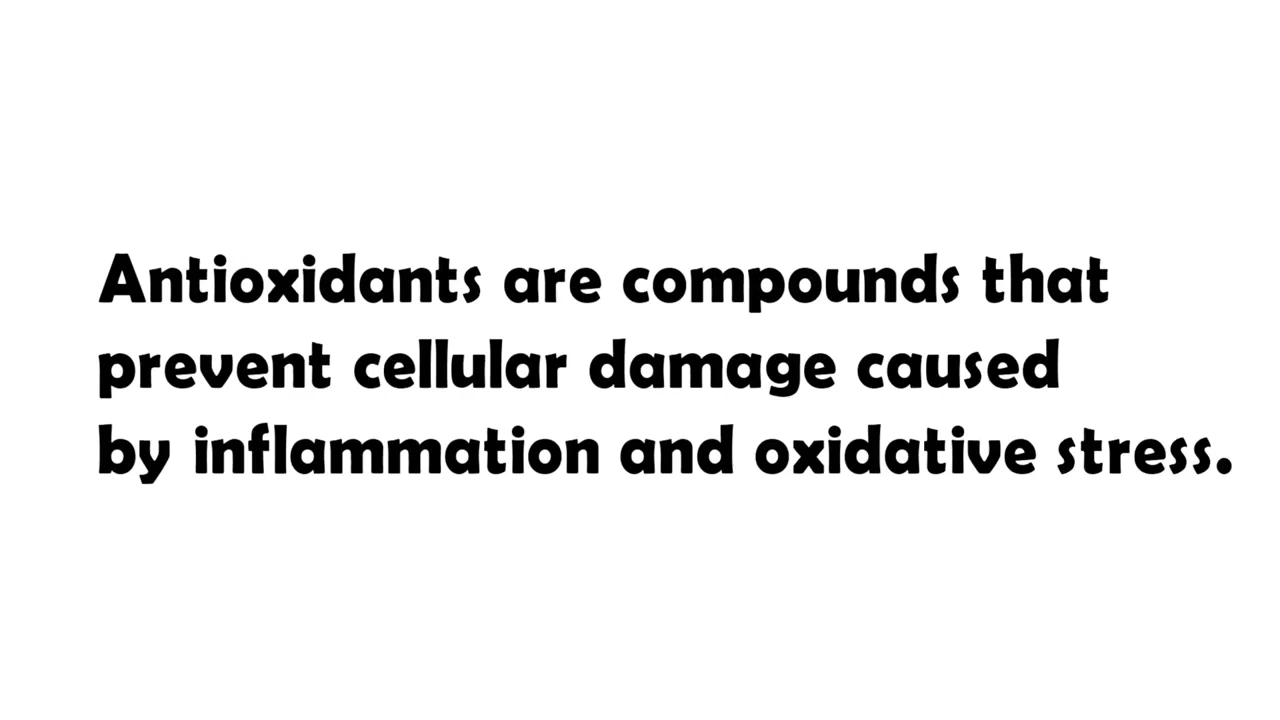 Antioxidants are compounds that
prevent cellular damage caused
by inflammation and oxidative stress.